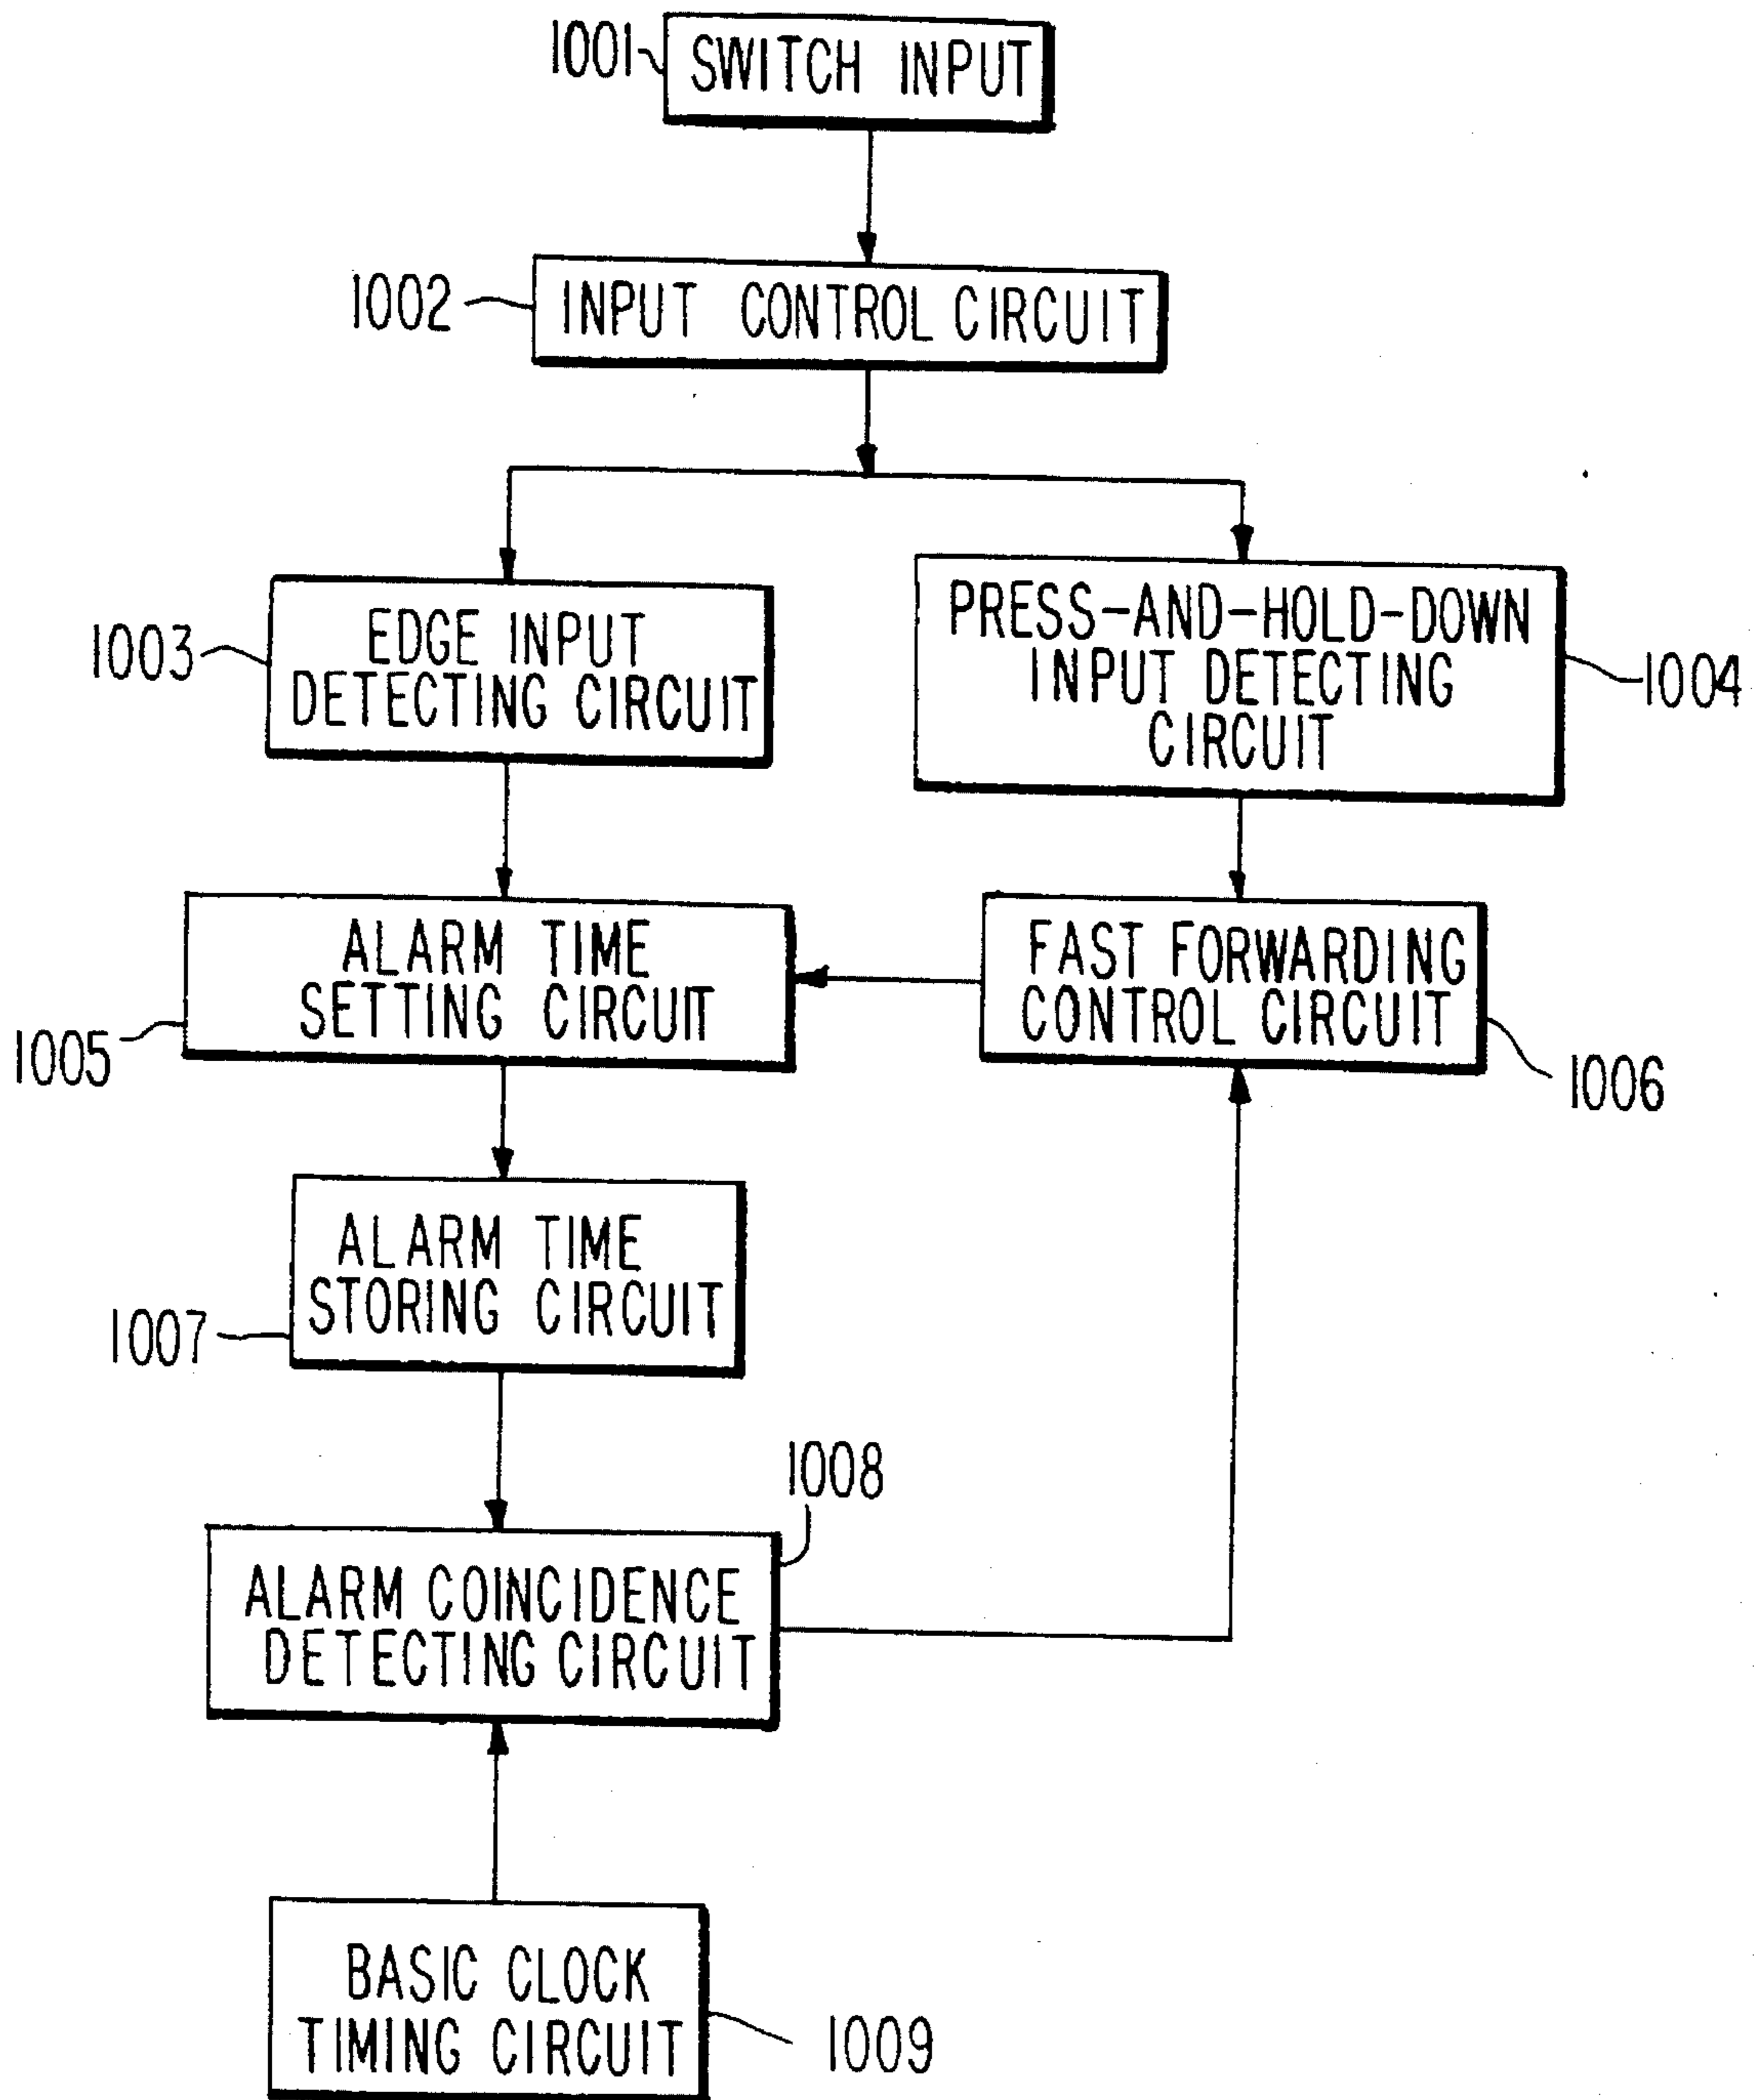 1001
SWITCH INPUT
1002
INPUT CONTROL CIRCUIT
1003
EDGE INPUT
DETECTING CIRCUIT
PRESS-AND-HOLD-DOWN
INPUT DETECTING
CIRCUIT
1004
ALARM TIME
SETTING CIRCUIT
1005
FAST FORWARDING
CONTROL CIRCUIT
1006
ALARM TIME
STORING CIRCUIT
1007
1008
ALARM COINCIDENCE
DETECTING CIRCUIT
BASIC CLOCK
TIMING CIRCUIT
1009